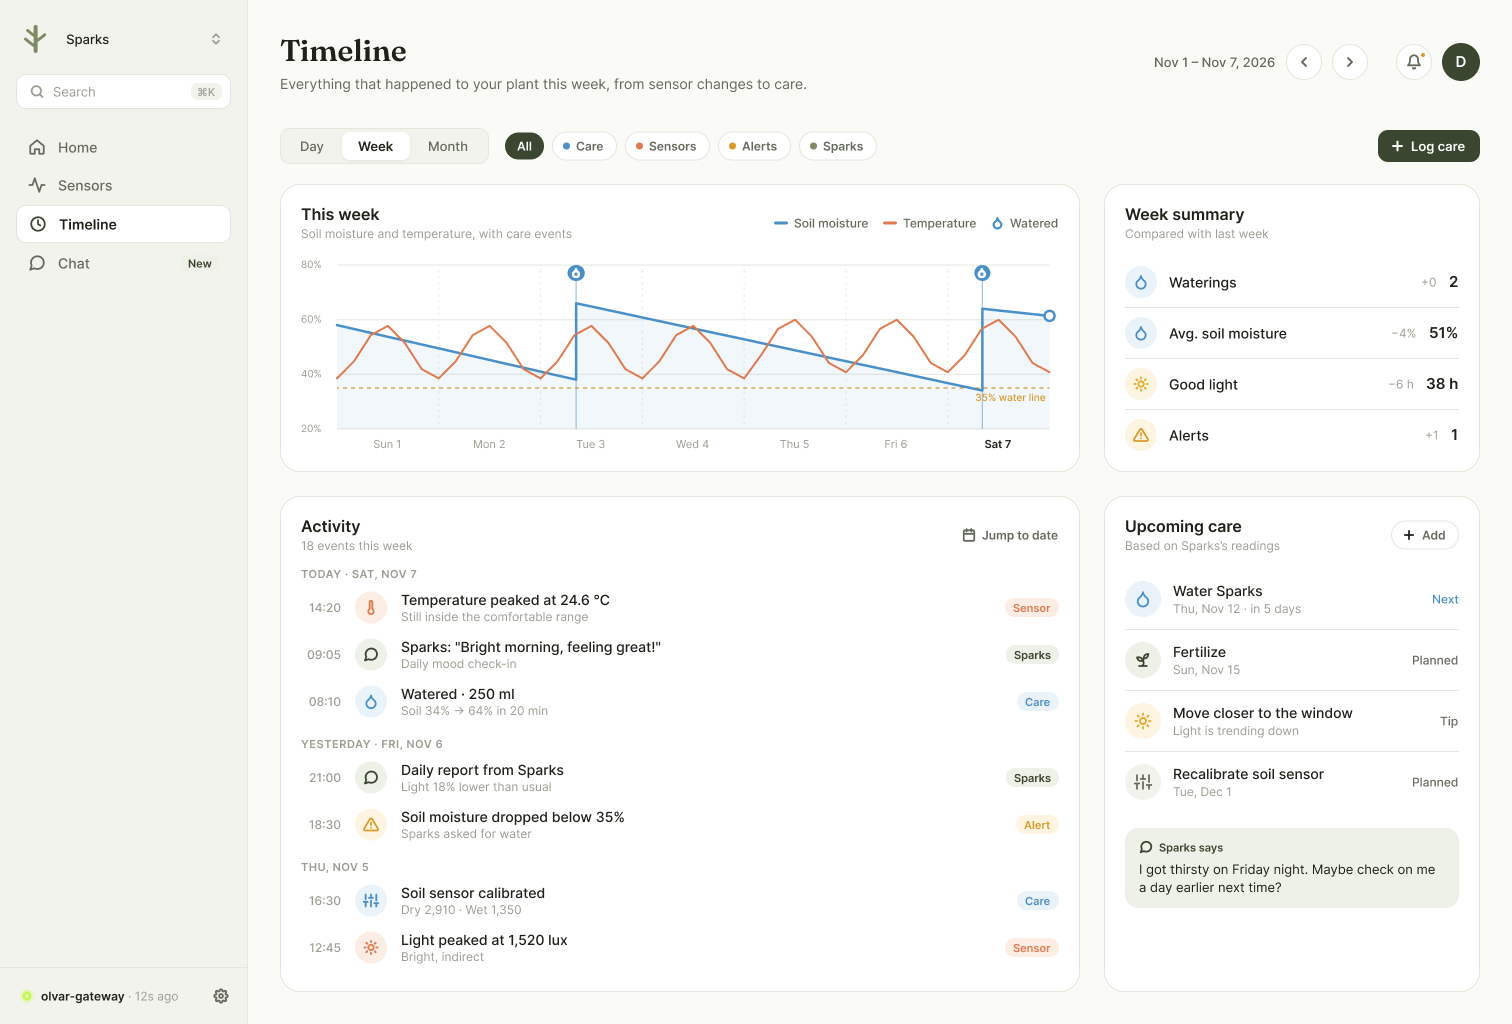 Sparks
Search ⌘K
Home
Sensors
Timeline
Chat New
olvar-gateway · 12s ago
Timeline
Everything that happened to your plant this week, from sensor changes to care.
Nov 1 – Nov 7, 2026
D
Day Week Month
All Care Sensors Alerts Sparks
+ Log care
This week
Soil moisture and temperature, with care events
Soil moisture Temperature Watered
80%
60%
40%
20%
35% water line
Sun 1 Mon 2 Tue 3 Wed 4 Thu 5 Fri 6 Sat 7
Week summary
Compared with last week
Waterings +0 2
Avg. soil moisture −4% 51%
Good light −6 h 38 h
Alerts +1 1
Activity
18 events this week
Jump to date
TODAY · SAT, NOV 7
14:20 Temperature peaked at 24.6 °C Sensor
Still inside the comfortable range
09:05 Sparks: "Bright morning, feeling great!" Sparks
Daily mood check-in
08:10 Watered · 250 ml Care
Soil 34% → 64% in 20 min
YESTERDAY · FRI, NOV 6
21:00 Daily report from Sparks Sparks
Light 18% lower than usual
18:30 Soil moisture dropped below 35% Alert
Sparks asked for water
THU, NOV 5
16:30 Soil sensor calibrated Care
Dry 2,910 · Wet 1,350
12:45 Light peaked at 1,520 lux Sensor
Bright, indirect
Upcoming care
Based on Sparks’s readings
+ Add
Water Sparks Next
Thu, Nov 12 · in 5 days
Fertilize Planned
Sun, Nov 15
Move closer to the window Tip
Light is trending down
Recalibrate soil sensor Planned
Tue, Dec 1
Sparks says
I got thirsty on Friday night. Maybe check on me
a day earlier next time?